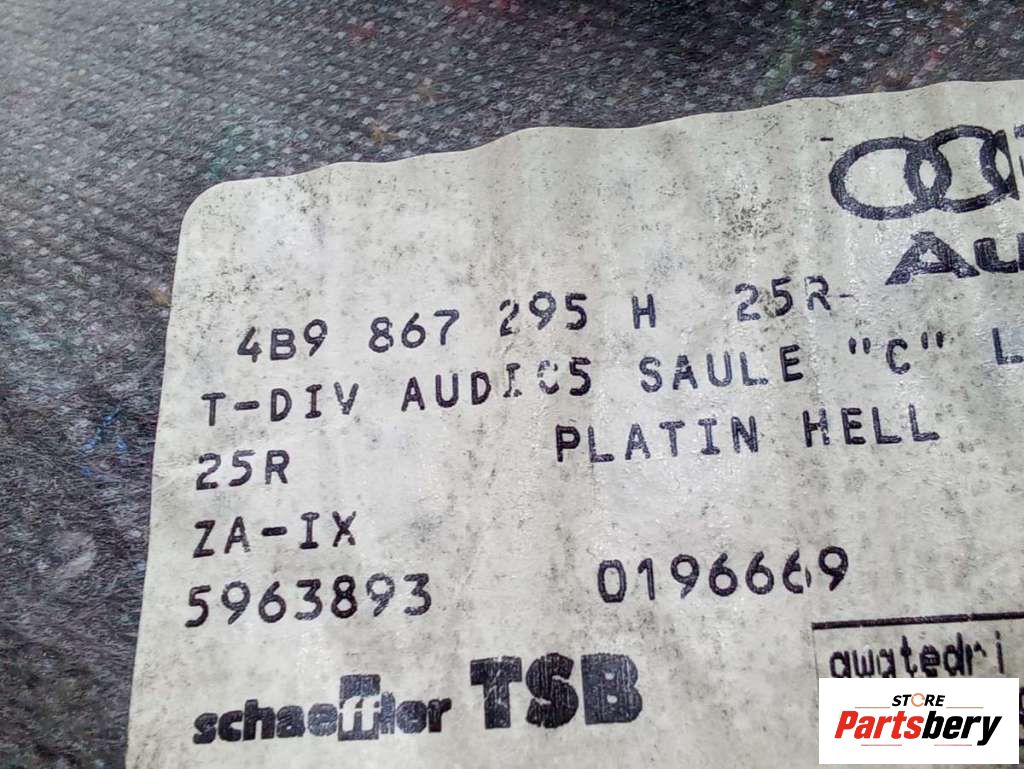 Au
4B9 867 295 H 25R-
T-DIV AUDIC5 SAULE "C" L
25R PLATIN HELL
ZA-IX
5963893 0196669
schaeffler TSB
STORE
Partsbery